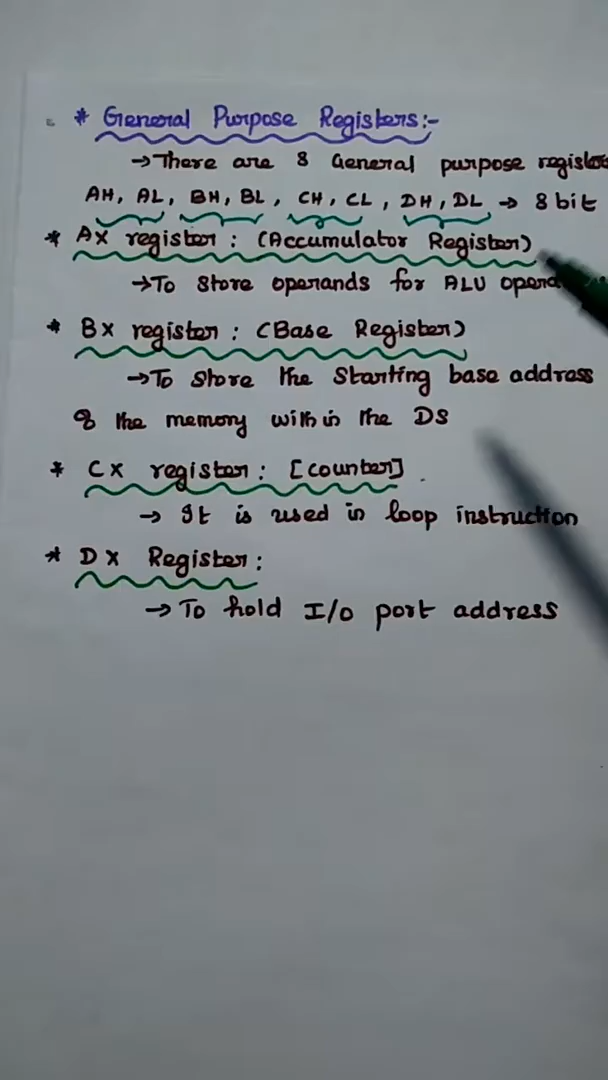 * General Purpose Registers:-
→There are 8 General purpose
AH, AL, BH, BL, CH, CL, DH, DL → 8 bit
* AX register : (Accumulator Register)
→To store operands for ALU
* BX register : (Base Register)
→To store the starting base address
& the memory with in the DS
* CX register : [counter]
→ It is used in loop instruction
* DX Register :
→ To hold I/O port address